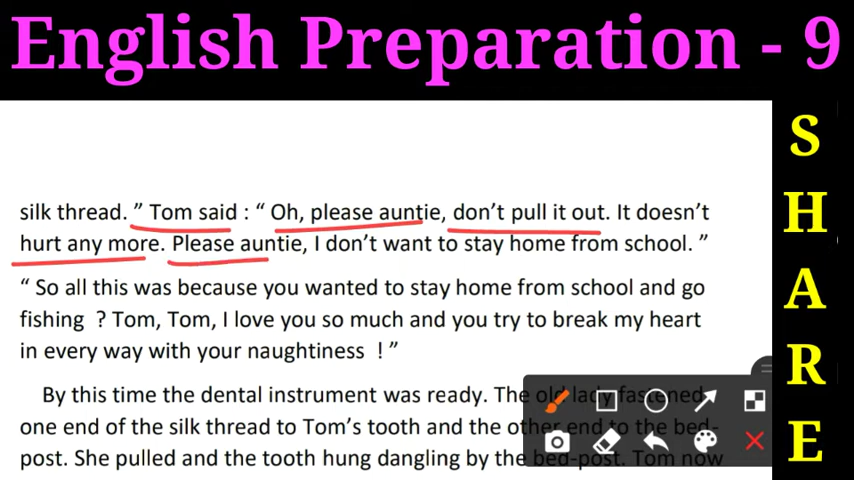 English Preparation - 9
silk thread. ” Tom said : “ Oh, please auntie, don’t pull it out. It doesn’t
hurt any more. Please auntie, I don’t want to stay home from school. ”
“ So all this was because you wanted to stay home from school and go
fishing ? Tom, Tom, I love you so much and you try to break my heart
in every way with your naughtiness ! ”
By this time the dental instrument was ready. The old lady fastened
one end of the silk thread to Tom’s tooth and the other end to the bed-
post. She pulled and the tooth hung dangling by the bed-post. Tom now
S
H
A
R
E